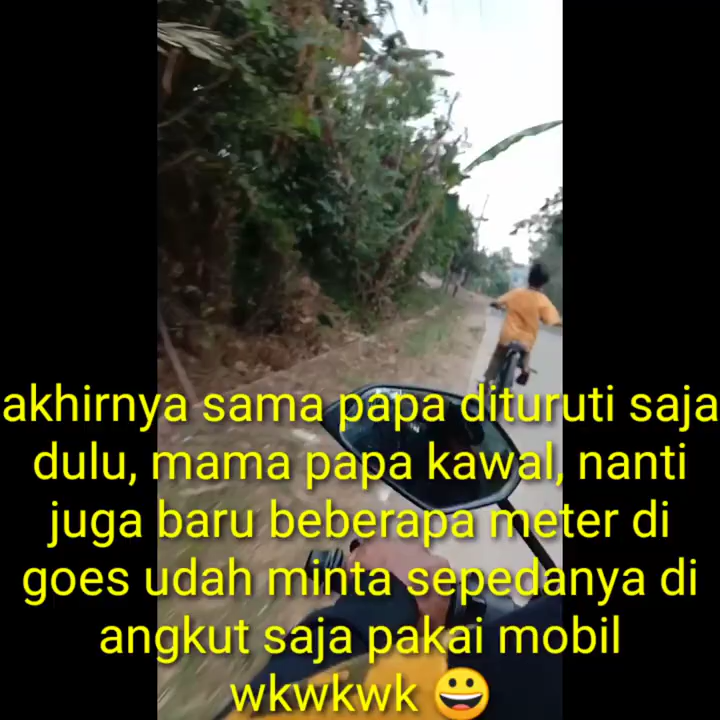 akhirnya sama papa dituruti saja
dulu, mama papa kawal, nanti
juga baru beberapa meter di
goes udah minta sepedanya di
angkut saja pakai mobil
wkwkwk 😀